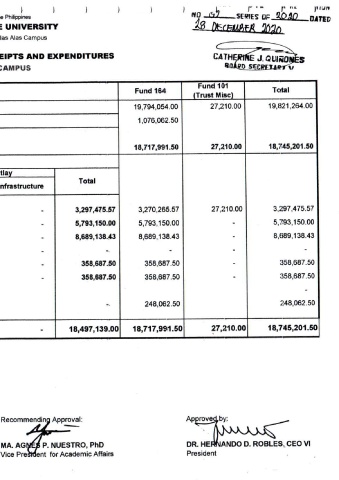 NO 147 SERIES OF 2020 DATED
28 DECEMBER 2020
e Philippines
E UNIVERSITY
las Alas Campus
CATHERINE J. QUIRONES
BOARD SECRETARY V
EIPTS AND EXPENDITURES
CAMPUS
Fund 164 Fund 101 (Trust Misc) Total
19,794,054.00 27,210.00 19,821,264.00
1,076,062.50
18,717,991.50 27,210.00 18,745,201.50
tlay
nfrastructure Total
- 3,297,475.57 3,270,265.57 27,210.00 3,297,475.57
- 5,793,150.00 5,793,150.00 - 5,793,150.00
- 8,689,138.43 8,689,138.43 - 8,689,138.43
- - - -
- 358,687.50 358,687.50 - 358,687.50
- 358,687.50 358,687.50 - 358,687.50
-
- - 248,062.50 248,062.50
- 18,497,139.00 18,717,991.50 27,210.00 18,745,201.50
Recommending Approval: Approved by:
MA. AGNES P. NUESTRO, PhD DR. HERNANDO D. ROBLES, CEO VI
Vice President for Academic Affairs President